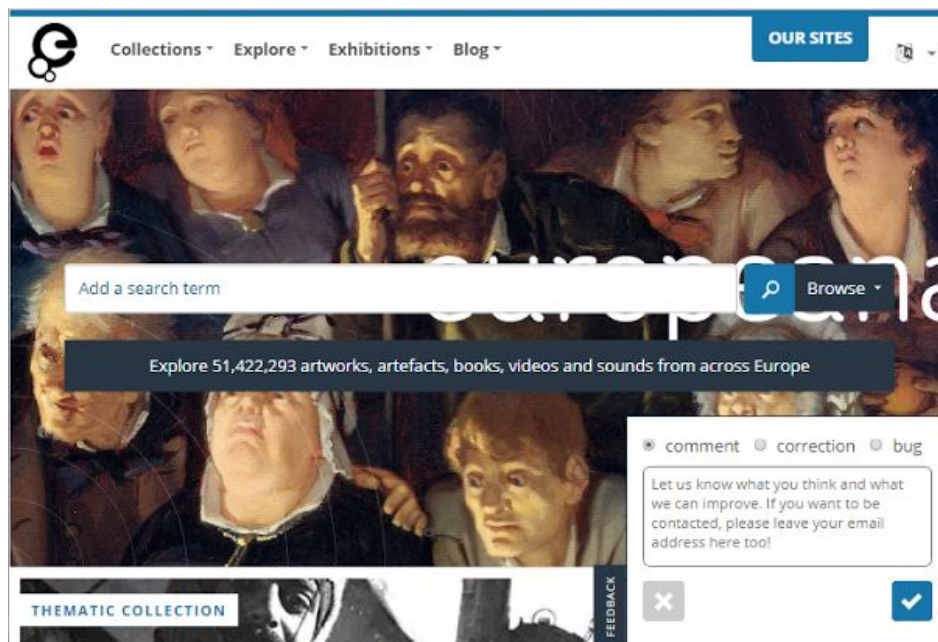 Collections Explore Exhibitions Blog
OUR SITES
europeana
Add a search term
Browse
Explore 51,422,293 artworks, artefacts, books, videos and sounds from across Europe
comment correction bug
Let us know what you think and what
we can improve. If you want to be
contacted, please leave your email
address here too!
FEEDBACK
THEMATIC COLLECTION